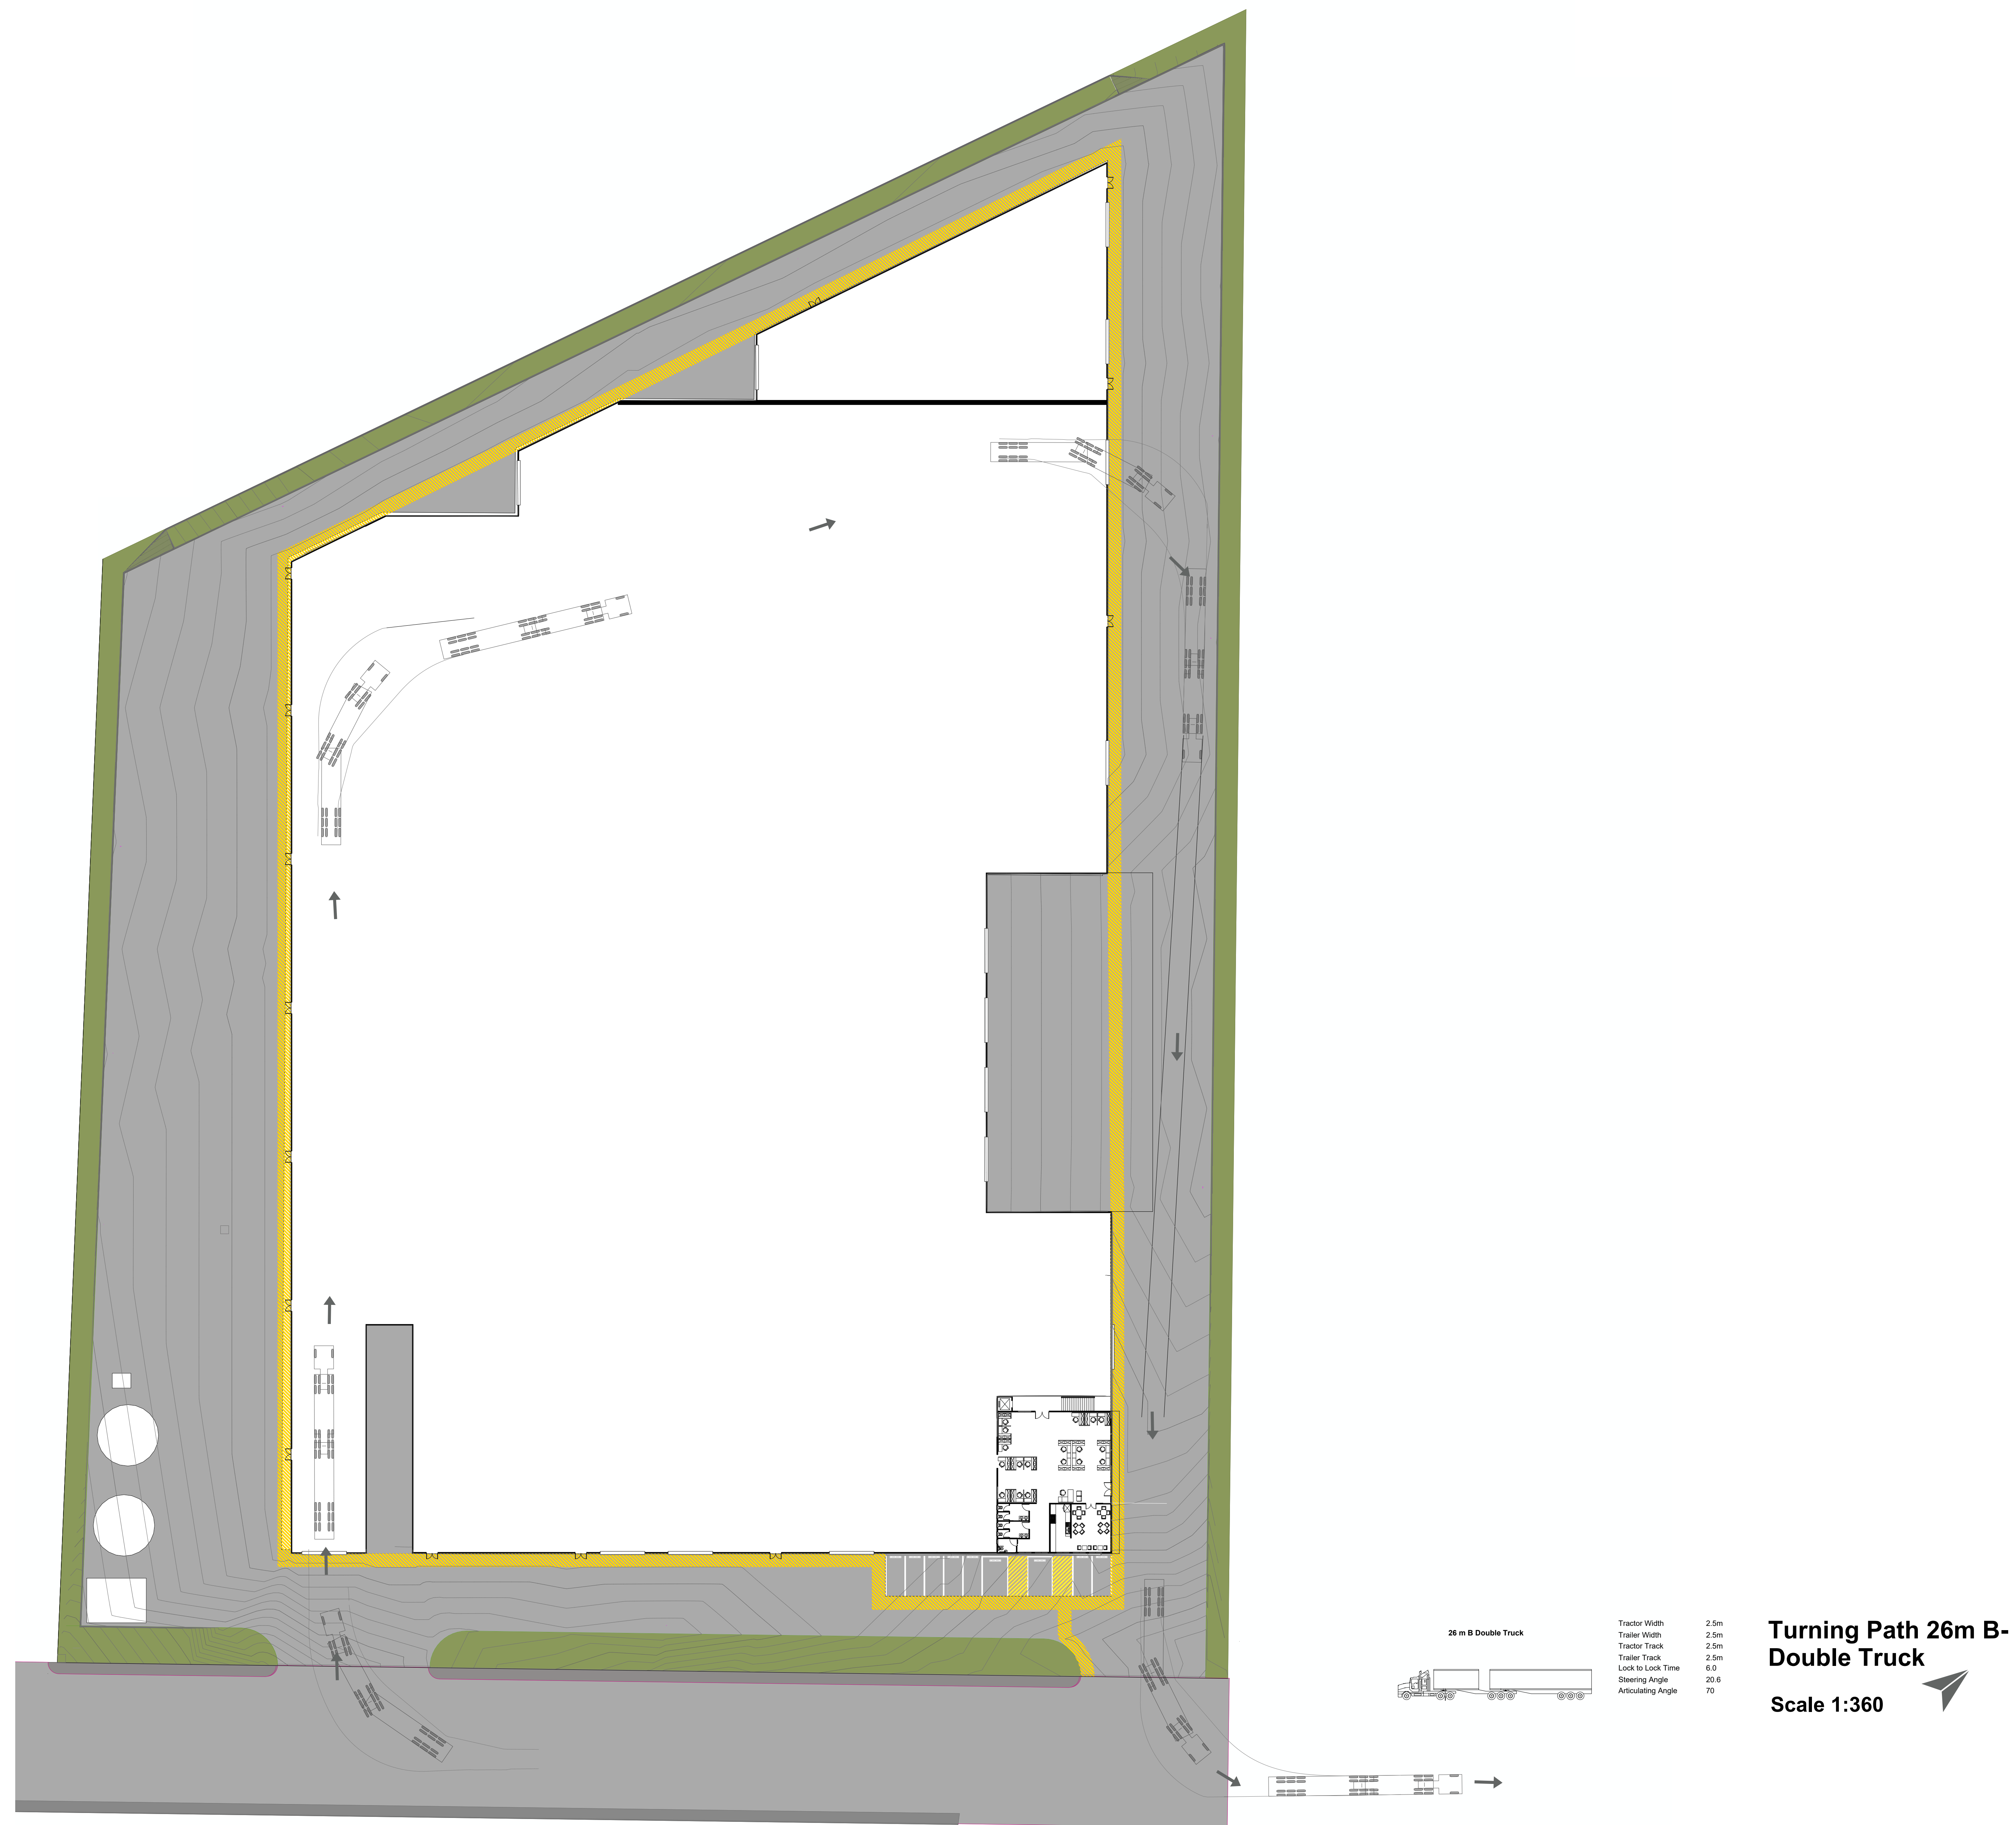 26 m B Double Truck
Tractor Width 2.5m
Trailer Width 2.5m
Tractor Track 2.5m
Trailer Track 2.5m
Lock to Lock Time 6.0
Steering Angle 20.6
Articulating Angle 70
Turning Path 26m B-
Double Truck
Scale 1:360